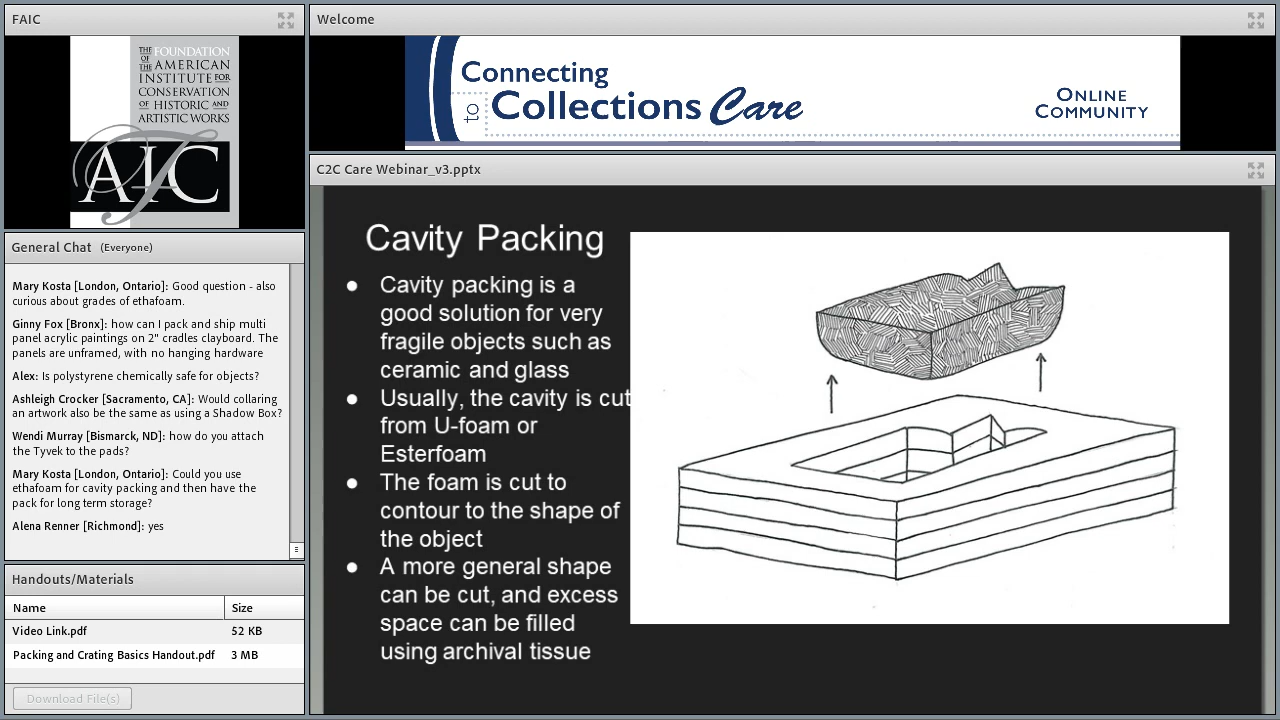 FAIC
THE FOUNDATION
OF THE AMERICAN
INSTITUTE FOR
CONSERVATION
OF HISTORIC AND
ARTISTIC WORKS
FAIC
General Chat (Everyone)
Mary Kosta [London, Ontario]: Good question - also
curious about grades of ethafoam.
Ginny Fox [Bronx]: how can I pack and ship multi
panel acrylic paintings on 2" cradles clayboard. The
panels are unframed, with no hanging hardware
Alex: Is polystyrene chemically safe for objects?
Ashleigh Crocker [Sacramento, CA]: Would collaring
an artwork also be the same as using a Shadow Box?
Wendi Murray [Bismarck, ND]: how do you attach
the Tyvek to the pads?
Mary Kosta [London, Ontario]: Could you use
ethafoam for cavity packing and then have the
pack for long term storage?
Alena Renner [Richmond]: yes
Handouts/Materials
Name Size
Video Link.pdf 52 KB
Packing and Crating Basics Handout.pdf 3 MB
Download File(s)
Welcome
Connecting
to Collections Care
ONLINE
COMMUNITY
C2C Care Webinar_v3.pptx
Cavity Packing
● Cavity packing is a
good solution for very
fragile objects such as
ceramic and glass
● Usually, the cavity is cut
from U-foam or
Esterfoam
● The foam is cut to
contour to the shape of
the object
● A more general shape
can be cut, and excess
space can be filled
using archival tissue